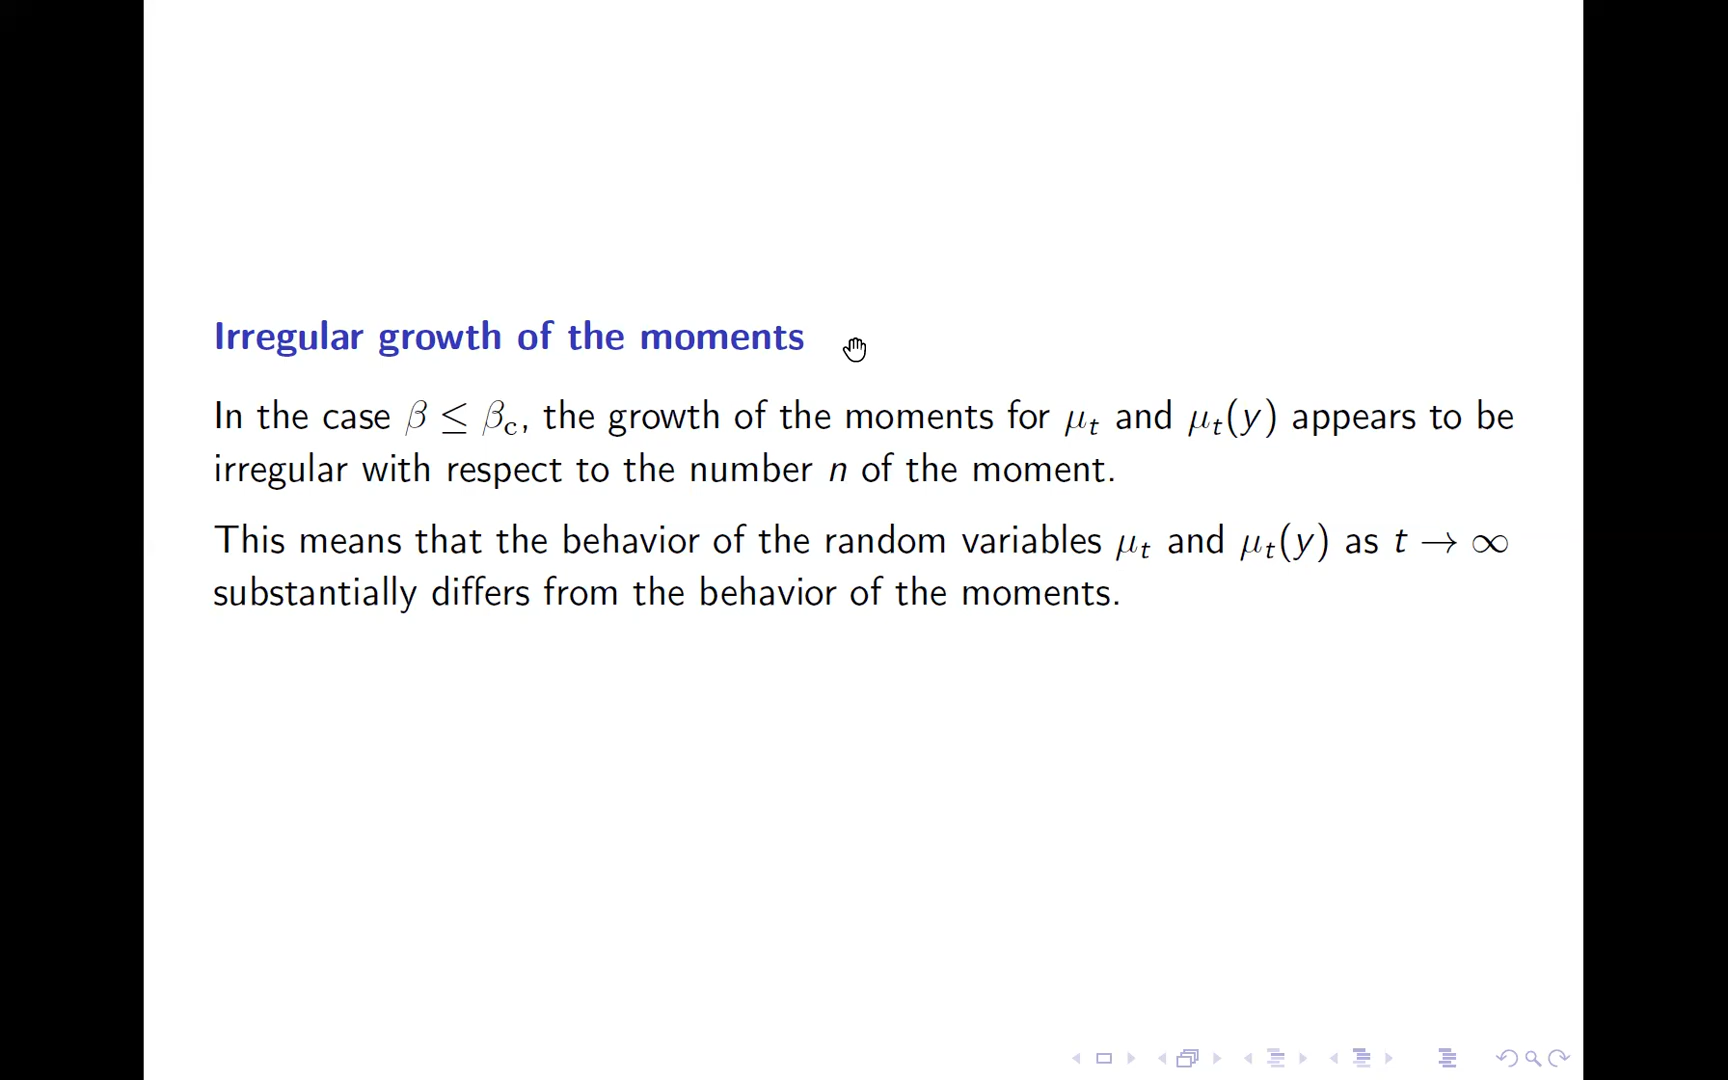 Irregular growth of the moments
In the case β ≤ β_c, the growth of the moments for μ_t and μ_t(y) appears to be
irregular with respect to the number n of the moment.
This means that the behavior of the random variables μ_t and μ_t(y) as t → ∞
substantially differs from the behavior of the moments.